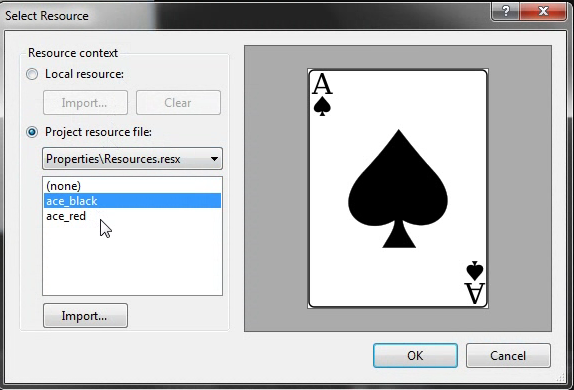 Select Resource
?
Resource context
Local resource:
Import...
Clear
Project resource file:
Properties\Resources.resx
(none)
ace_black
ace_red
Import...
A
A
OK
Cancel